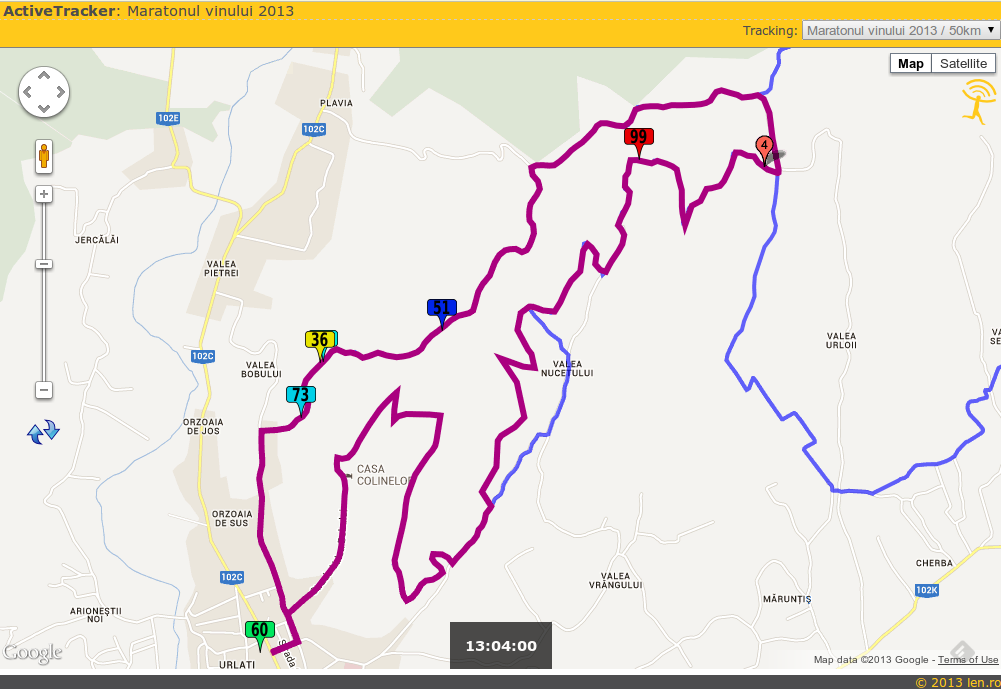 ActiveTracker: Maratonul vinului 2013
Tracking: Maratonul vinului 2013 / 50km
Map Satellite
PLAVIA
102E
102C
99
4
JERCĂLĂI
VALEA
PIETREI
51
36
VALEA
URLOII
102C
VALEA
BOBULUI
VALEA
NUCETULUI
73
ORZOAIA
DE JOS
CASA
COLINELOR
ORZOAIA
DE SUS
CHERBA
102C
VALEA
VRÂNGULUI
102K
MĂRUNȚIȘ
ARIONEȘTII
NOI
60
13:04:00
Strada
Google
URLATI
Map data ©2013 Google - Terms of Use
© 2013 len.ro